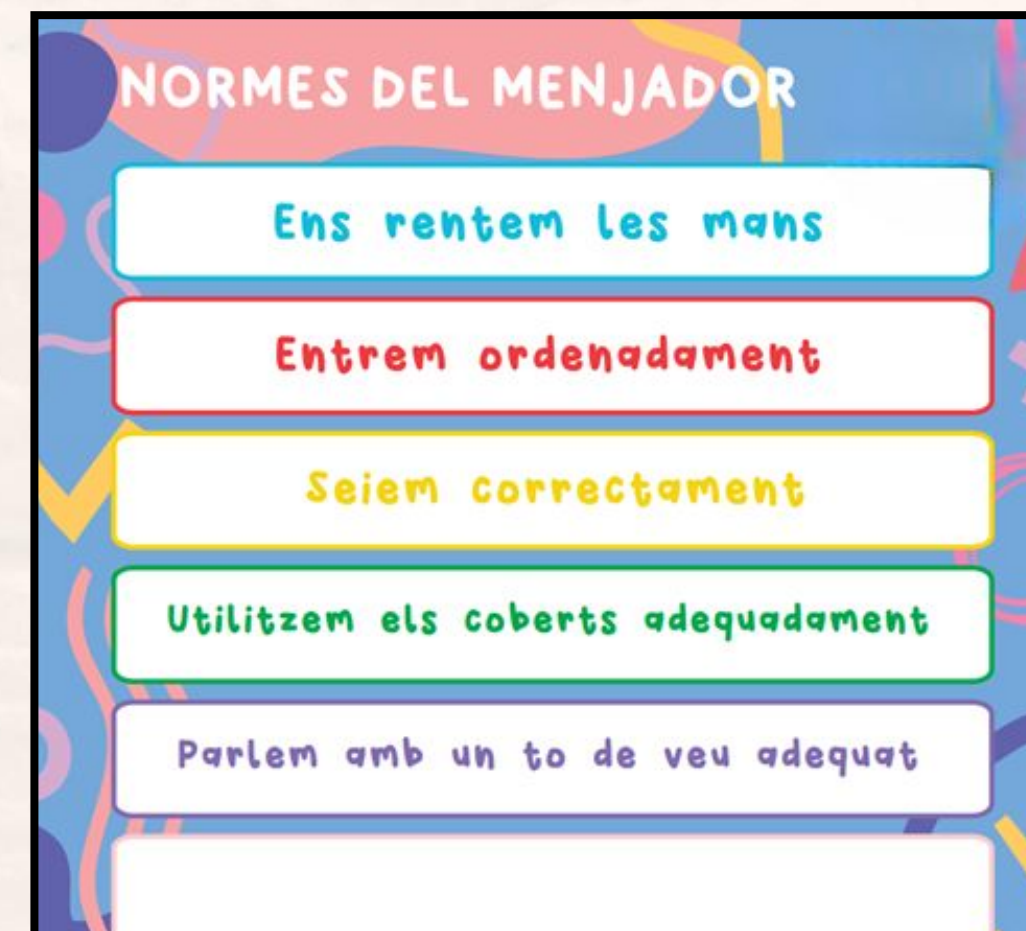 NORMES DEL MENJADOR
Ens rentem les mans
Entrem ordenadament
Seiem correctament
Utilitzem els coberts adequadament
Parlem amb un to de veu adequat